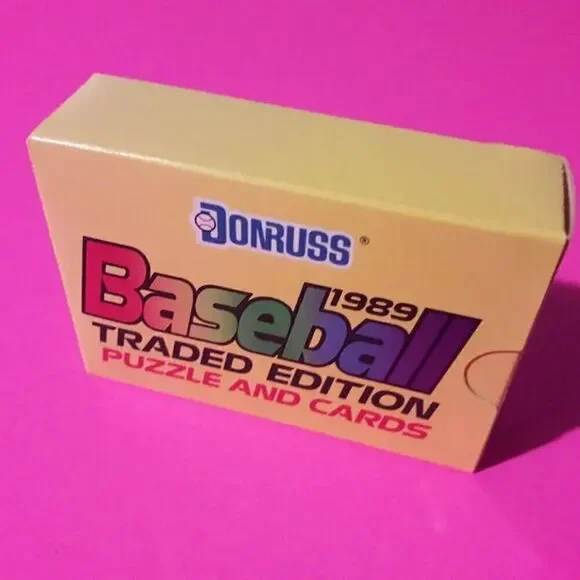 DONRUSS®
1989
Baseball
TRADED EDITION
PUZZLE AND CARDS